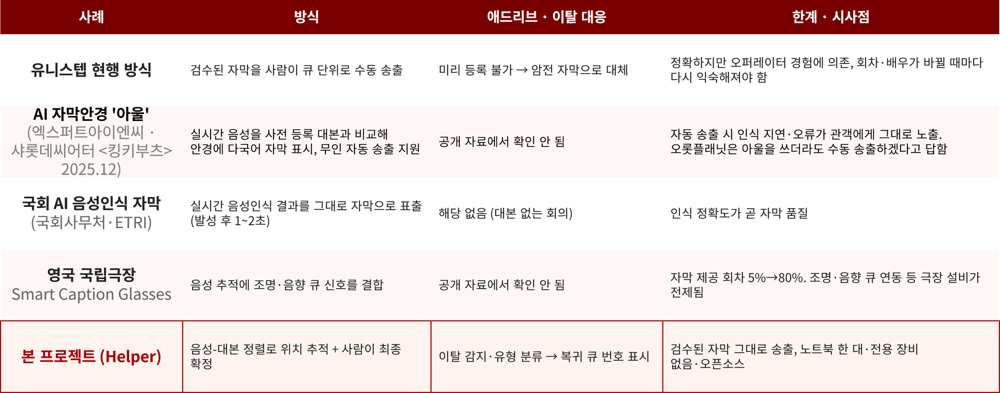 사례
방식
애드리브 · 이탈 대응
한계 · 시사점
유니스텝 현행 방식
검수된 자막을 사람이 큐 단위로 수동 송출
미리 등록 불가 → 암전 자막으로 대체
정확하지만 오퍼레이터 경험에 의존, 회차·배우가 바뀔 때마다
다시 익숙해져야 함
AI 자막안경 '아울'
(엑스퍼트아이엔씨 ·
샤롯데씨어터 <킹키부츠>
2025.12)
실시간 음성을 사전 등록 대본과 비교해
안경에 다국어 자막 표시, 무인 자동 송출 지원
공개 자료에서 확인 안 됨
자동 송출 시 인식 지연·오류가 관객에게 그대로 노출.
오롯플래닛은 아울을 쓰더라도 수동 송출하겠다고 답함
국회 AI 음성인식 자막
(국회사무처·ETRI)
실시간 음성인식 결과를 그대로 자막으로 표출
(발성 후 1~2초)
해당 없음 (대본 없는 회의)
인식 정확도가 곧 자막 품질
영국 국립극장
Smart Caption Glasses
음성 추적에 조명·음향 큐 신호를 결합
공개 자료에서 확인 안 됨
자막 제공 회차 5%→80%. 조명·음향 큐 연동 등 극장 설비가
전제됨
본 프로젝트 (Helper)
음성-대본 정렬로 위치 추적 + 사람이 최종
확정
이탈 감지·유형 분류 → 복귀 큐 번호 표시
검수된 자막 그대로 송출, 노트북 한 대·전용 장비
없음·오픈소스